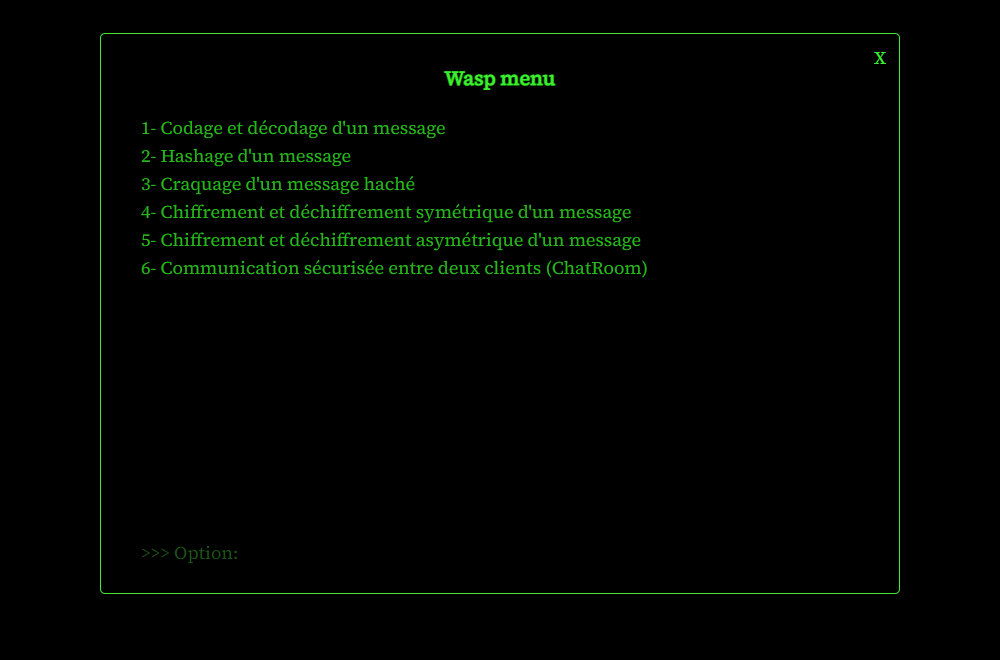 x
Wasp menu
1- Codage et décodage d'un message
2- Hashage d'un message
3- Craquage d'un message haché
4- Chiffrement et déchiffrement symétrique d'un message
5- Chiffrement et déchiffrement asymétrique d'un message
6- Communication sécurisée entre deux clients (ChatRoom)
>>> Option: